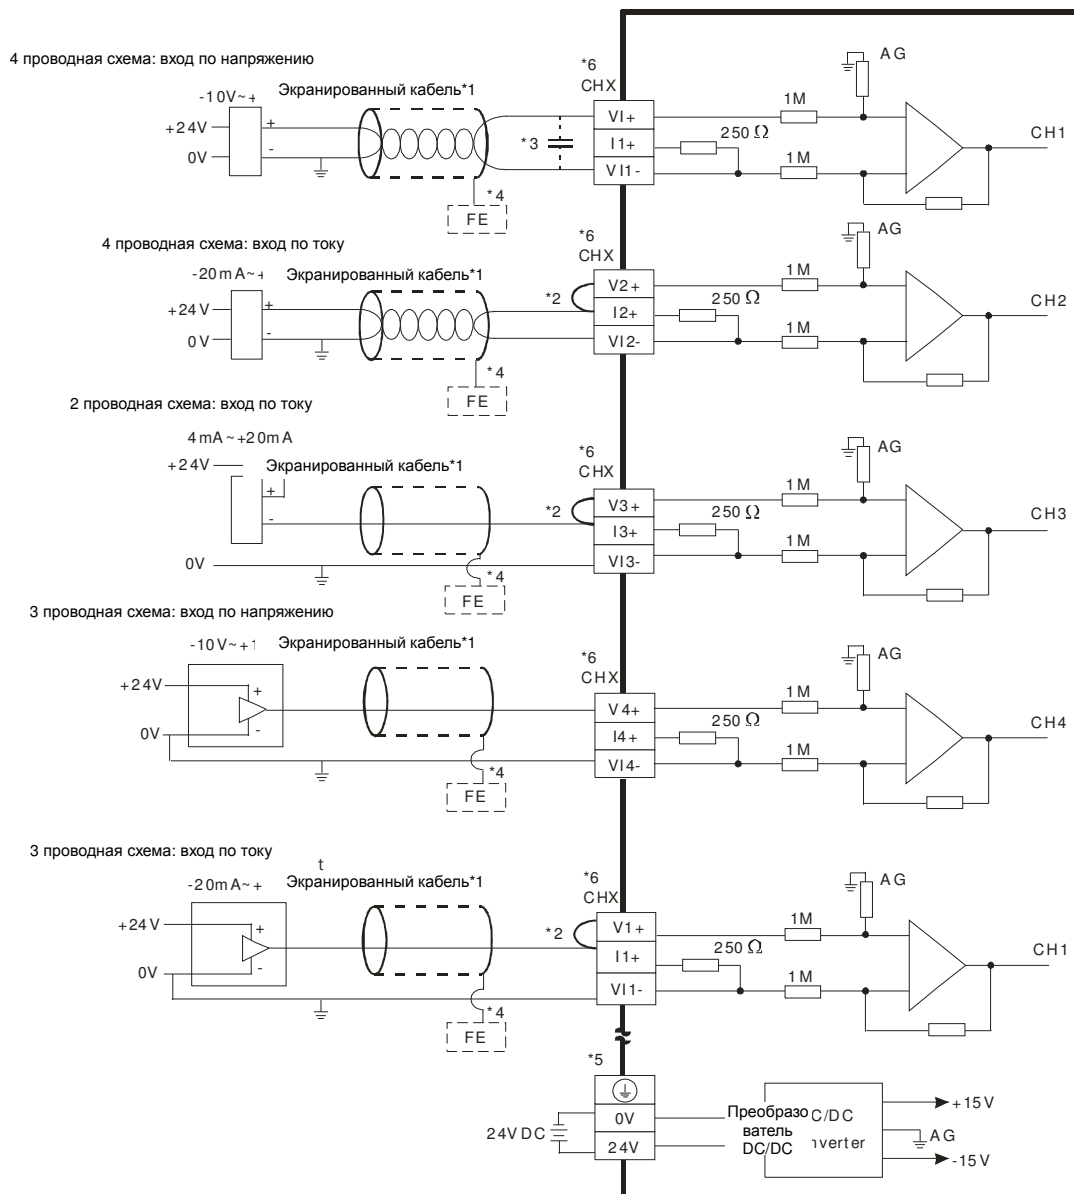 4 проводная схема: вход по напряжению
-10V~+
Экранированный кабель*1
+24V
+
0V
-
*3
*4
FE
*6
CHX
VI+
I1+
VI1-
250 Ω
1M
1M
AG
CH1
4 проводная схема: вход по току
-20mA~+
Экранированный кабель*1
+24V
+
0V
-
*2
*4
FE
*6
CHX
V2+
I2+
VI2-
250 Ω
1M
1M
AG
CH2
2 проводная схема: вход по току
4mA~+20mA
+24V
Экранированный кабель*1
+
-
0V
*2
*4
FE
*6
CHX
V3+
I3+
VI3-
250 Ω
1M
1M
AG
CH3
3 проводная схема: вход по напряжению
-10V~+1
Экранированный кабель*1
+24V
+
0V
-
*4
FE
*6
CHX
V4+
I4+
VI4-
250 Ω
1M
1M
AG
CH4
3 проводная схема: вход по току
t
-20mA~+
Экранированный кабель*1
+24V
+
0V
-
*2
*4
FE
*6
CHX
V1+
I1+
VI1-
250 Ω
1M
1M
AG
CH1
*5
24VDC
0V
24V
Преобразо C/DC
ватель
DC/DC verter
+15V
AG
-15V